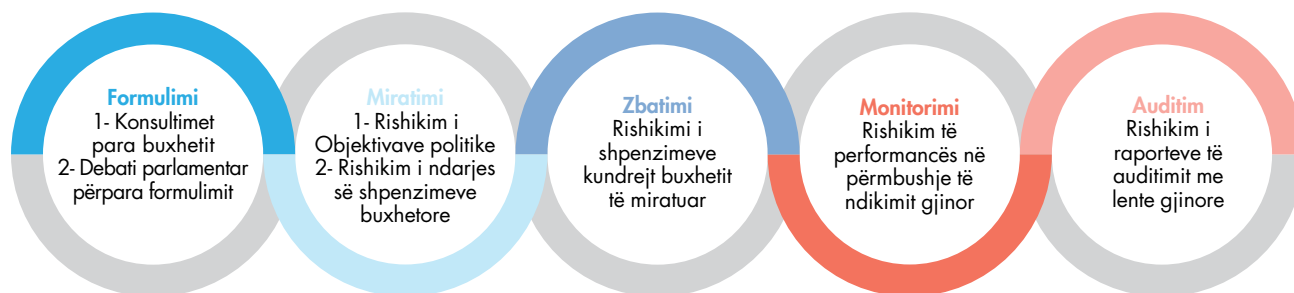 Formulimi
1- Konsultimet
para buxhetit
2- Debati parlamentar
përpara formulimit
Miratimi
1- Rishikim i
Objektivave politike
2- Rishikim i ndarjes
së shpenzimeve
buxhetore
Zbatimi
Rishikimi i
shpenzimeve
kundrejt buxhetit
të miratuar
Monitorimi
Rishikim të
performancës në
përmbushje të
ndikimit gjinor
Auditim
Rishikim i
raporteve të
auditimit me
lente gjinore